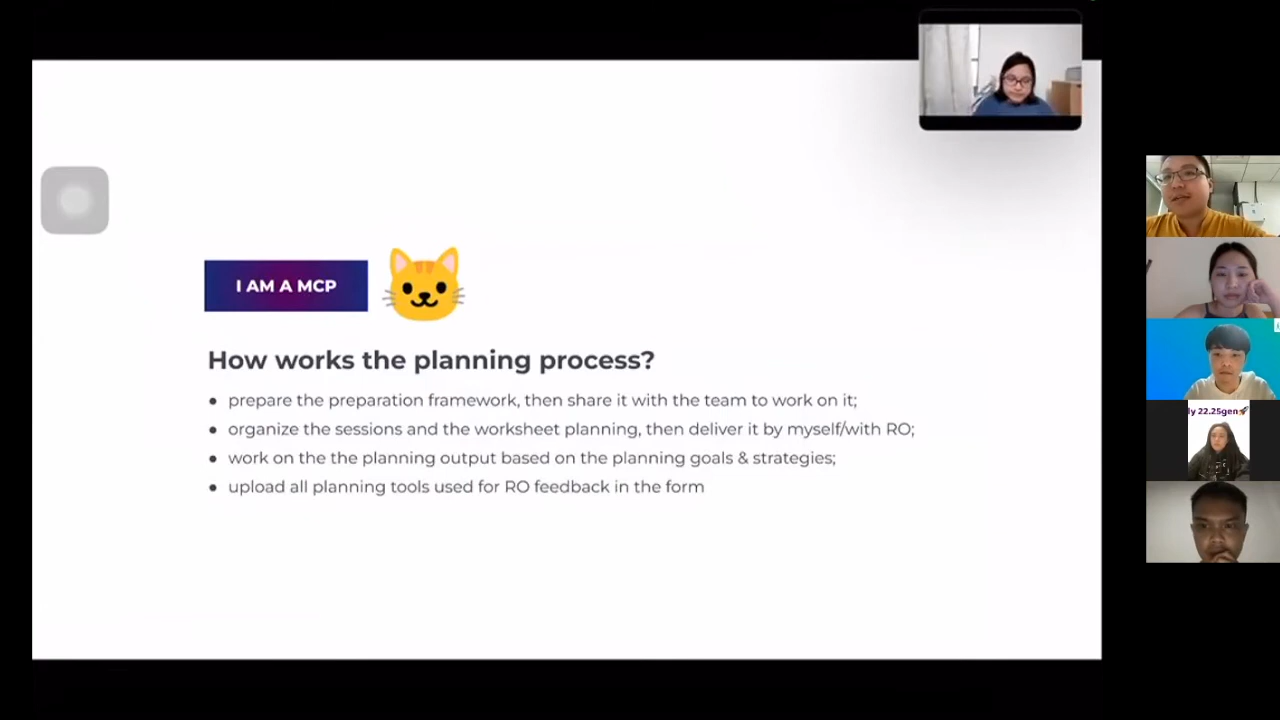 I AM A MCP
How works the planning process?
● prepare the preparation framework, then share it with the team to work on it;
● organize the sessions and the worksheet planning, then deliver it by myself/with RO;
● work on the the planning output based on the planning goals & strategies;
● upload all planning tools used for RO feedback in the form
ly 22.25gen🚀